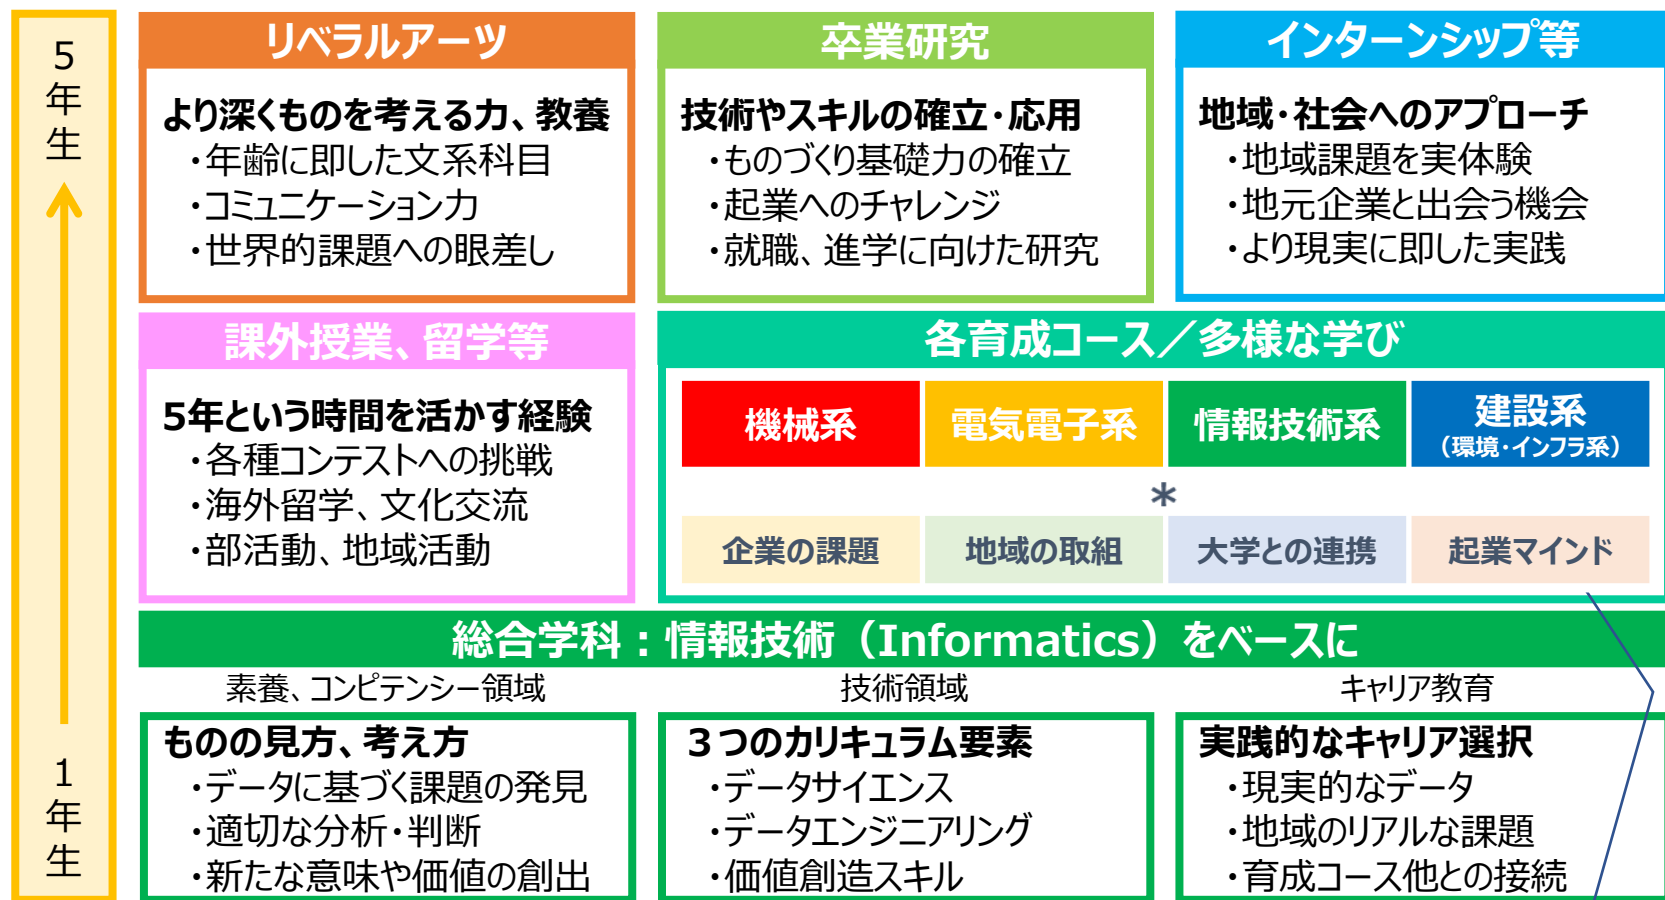 5年生
1年生
リベラルアーツ
より深くものを考える力、教養
・年齢に即した文系科目
・コミュニケーション力
・世界的課題への眼差し
卒業研究
技術やスキルの確立・応用
・ものづくり基礎力の確立
・起業へのチャレンジ
・就職、進学に向けた研究
インターンシップ等
地域・社会へのアプローチ
・地域課題を実体験
・地元企業と出会う機会
・より現実に即した実践
課外授業、留学等
5年という時間を活かす経験
・各種コンテストへの挑戦
・海外留学、文化交流
・部活動、地域活動
各育成コース／多様な学び
機械系
電気電子系
情報技術系
建設系
（環境・インフラ系）
*
企業の課題
地域の取組
大学との連携
起業マインド
総合学科：情報技術（Informatics）をベースに
素養、コンピテンシー領域
ものの見方、考え方
・データに基づく課題の発見
・適切な分析・判断
・新たな意味や価値の創出
技術領域
３つのカリキュラム要素
・データサイエンス
・データエンジニアリング
・価値創造スキル
キャリア教育
実践的なキャリア選択
・現実的なデータ
・地域のリアルな課題
・育成コース他との接続